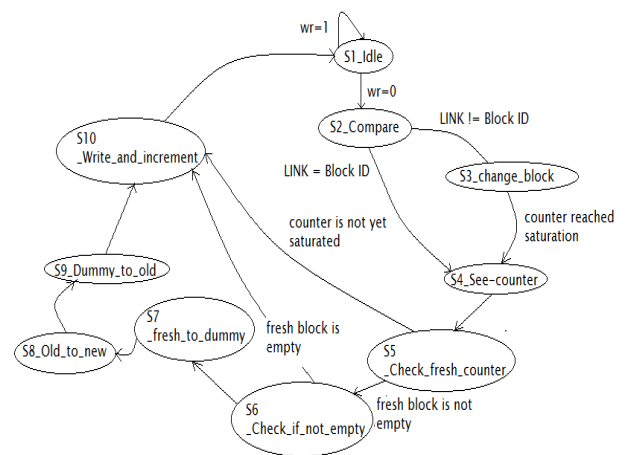 wr=1
S1_Idle
wr=0
S2_Compare
LINK != Block ID
S10
_Write_and_increment
LINK = Block ID
S3_change_block
counter is not yet
saturated
counter reached
saturation
S9_Dummy_to_old
S4_See-counter
S7
_fresh_to_dummy
fresh block is
empty
S8_Old_to_new
S5
_Check_fresh_counter
S6
_Check_if_not_empty
fresh block is not
empty